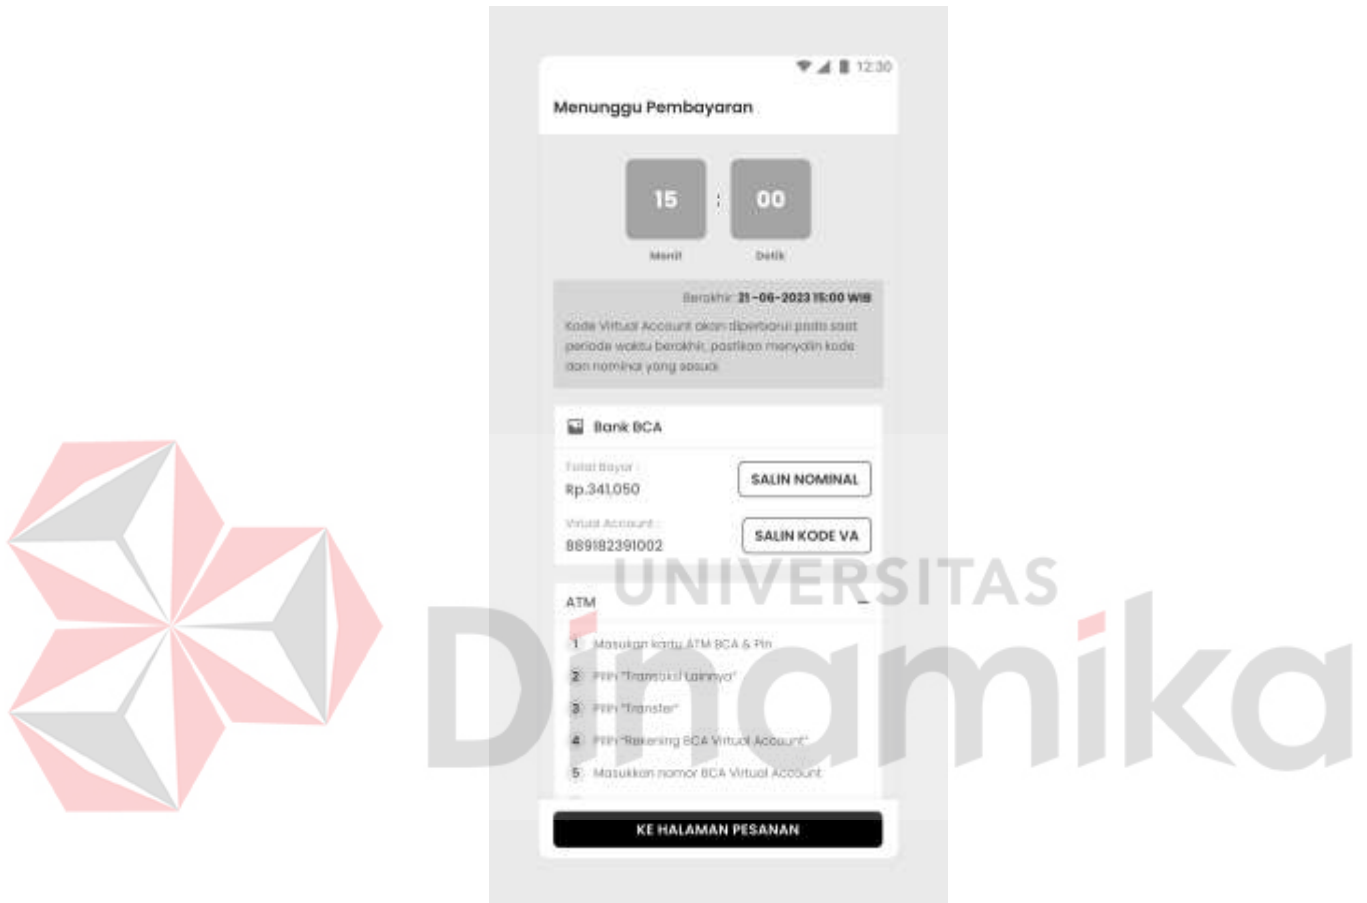 12:30
Menunggu Pembayaran
15 : 00
Menit Detik
Berakhir: 21-06-2023 15:00 WIB
Kode Virtual Account akan diperbarui pada saat
periode waktu berakhir, pastikan menyalin kode
dan nominal yang sesuai
Bank BCA
Total Bayar :
Rp.341,050
SALIN NOMINAL
Virtual Account :
889182391002
SALIN KODE VA
UNIVERSITAS
Dinamika
ATM –
1 Masukan kartu ATM BCA & Pin
2 Pilih "Transaksi Lainnya"
3 Pilih "Transfer"
4 Pilih "Rekening BCA Virtual Account"
5 Masukkan nomor BCA Virtual Account
KE HALAMAN PESANAN